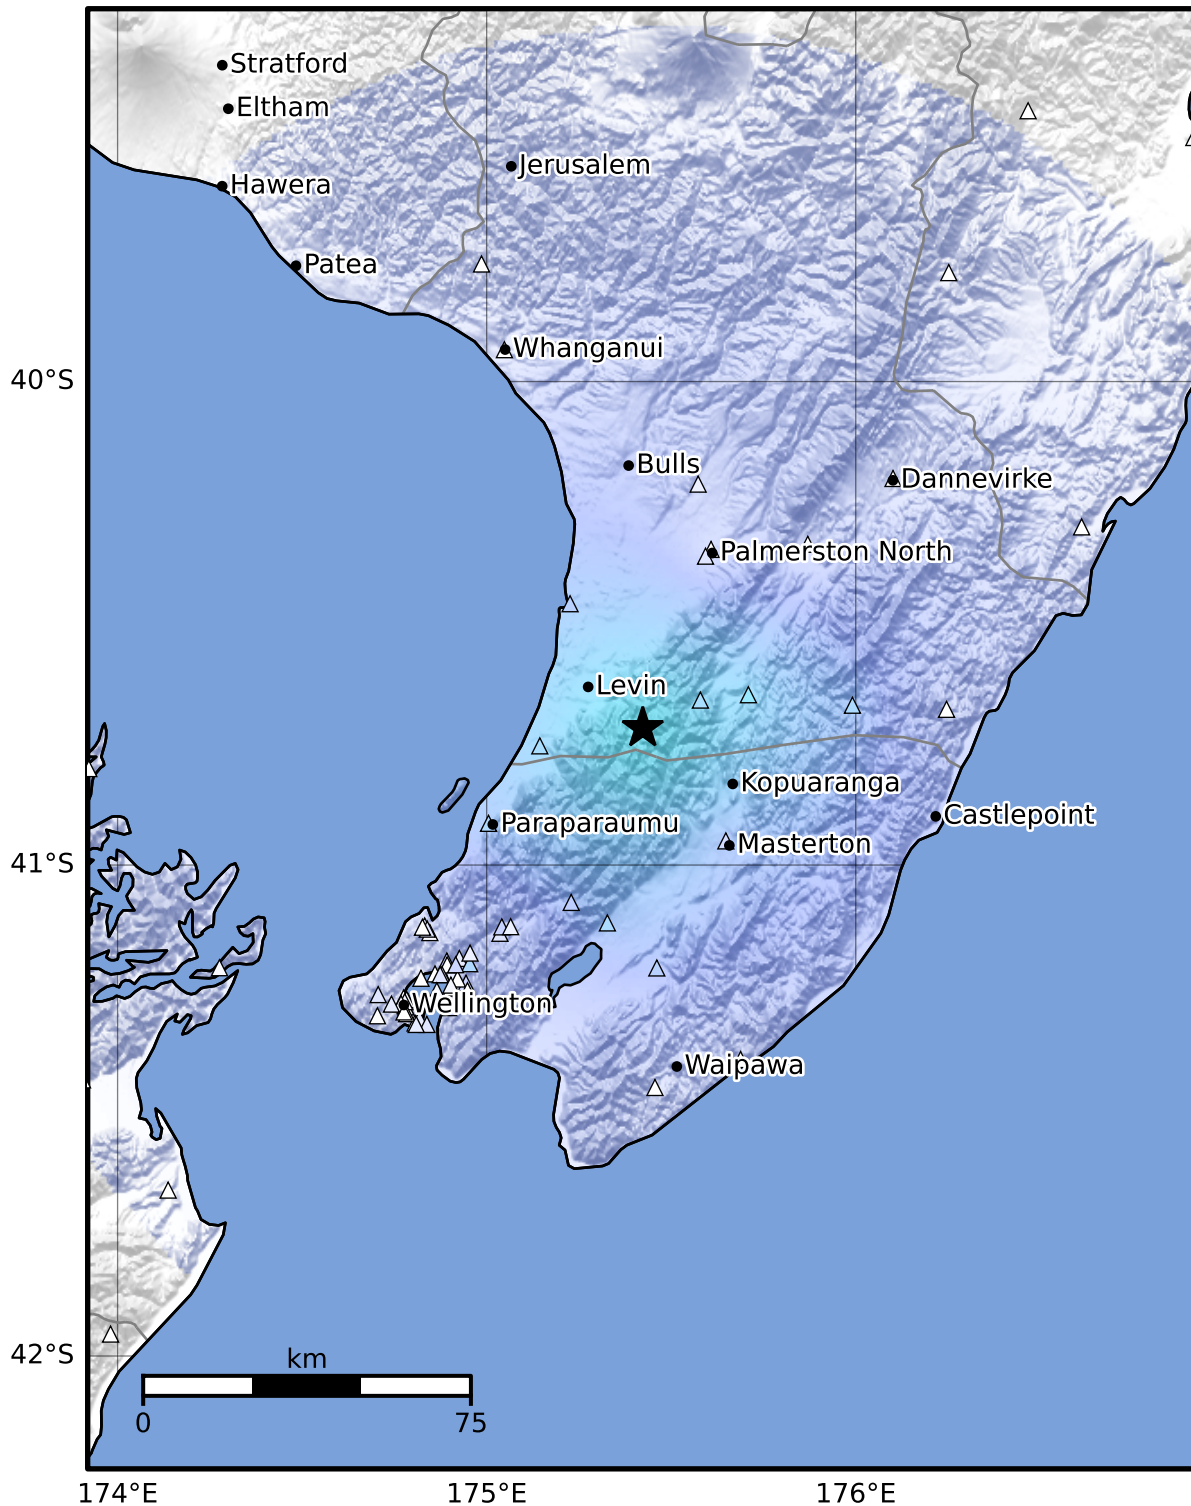 Stratford
Eltham
Jerusalem
Hawera
Patea
Whanganui
40°S
Bulls
Dannevirke
Palmerston North
Levin
Kopuaranga
Castlepoint
Paraparaumu
Masterton
41°S
Wellington
Waipawa
42°S
km
0 75
174°E 175°E 176°E